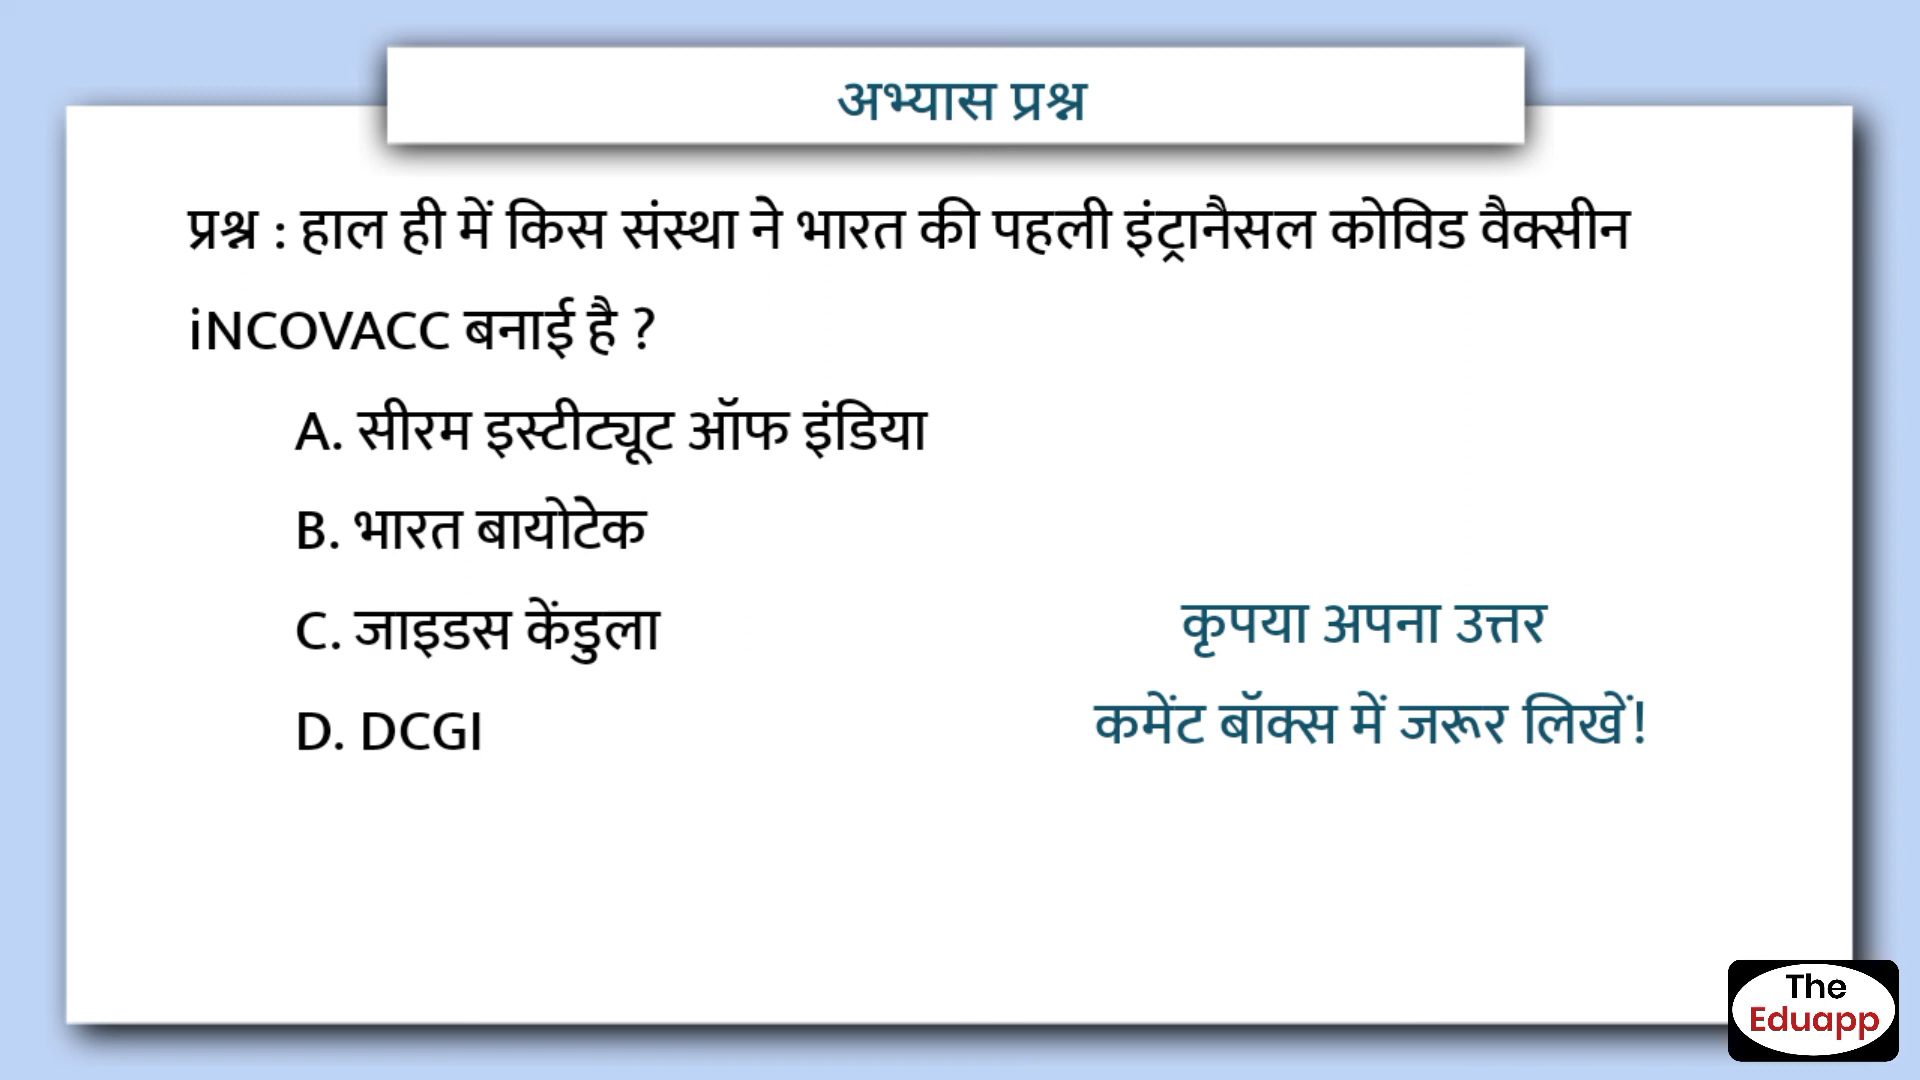 अभ्यास प्रश्न
प्रश्न : हाल ही में किस संस्था ने भारत की पहली इंट्रानैसल कोविड वैक्सीन
iNCOVACC बनाई है ?
A. सीरम इस्टीट्यूट ऑफ इंडिया
B. भारत बायोटेक
C. जाइडस केंडुला
D. DCGI
कृपया अपना उत्तर
कमेंट बॉक्स में जरूर लिखें!
The
Eduapp